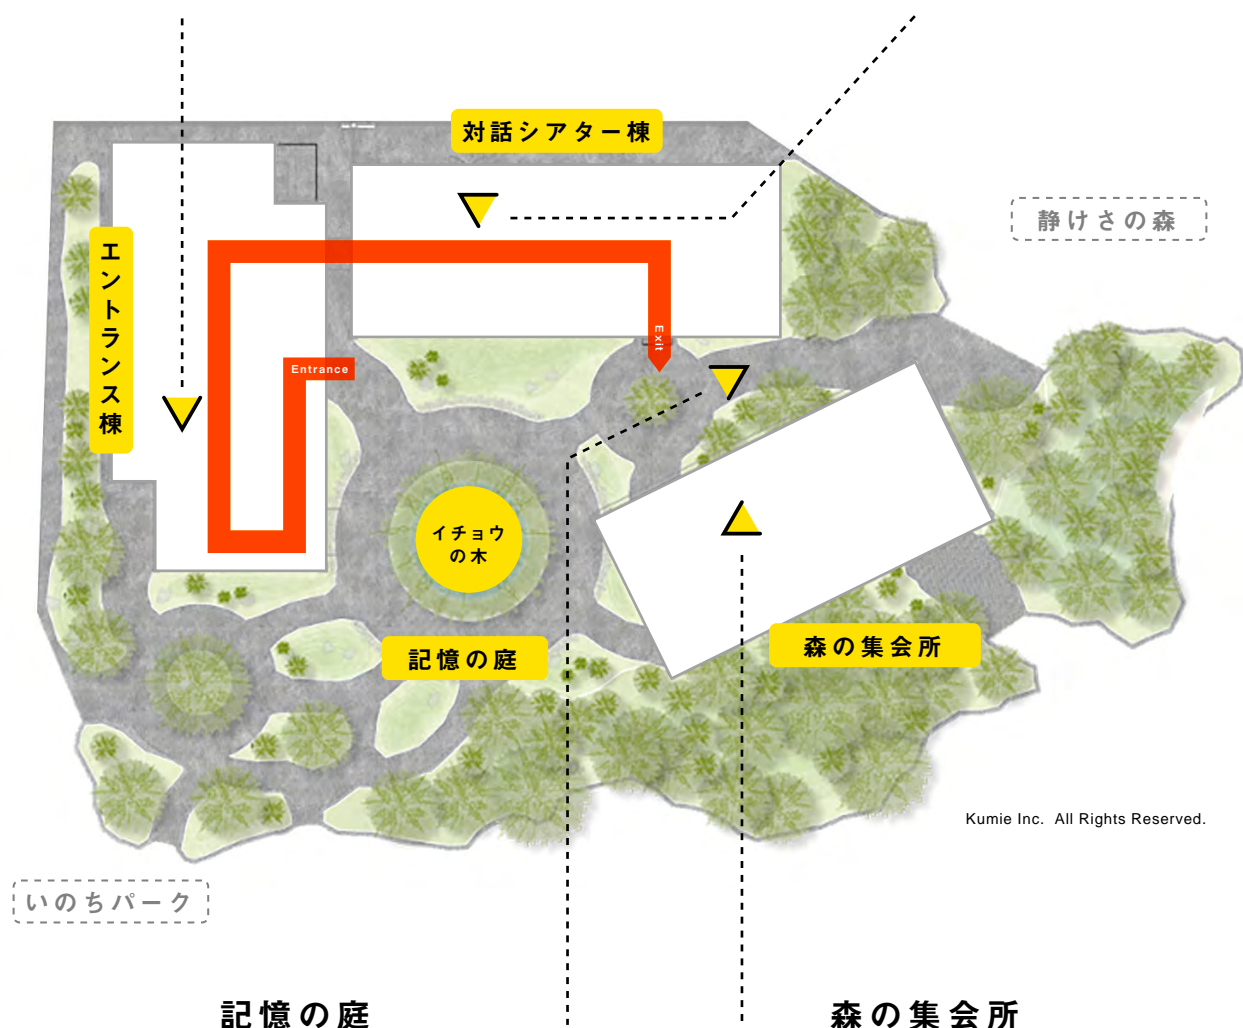 対話シアター棟
静けさの森
エントランス棟
Exit
Entrance
イチョウ
の木
記憶の庭
森の集会所
Kumie Inc. All Rights Reserved.
いのちパーク
記憶の庭
森の集会所